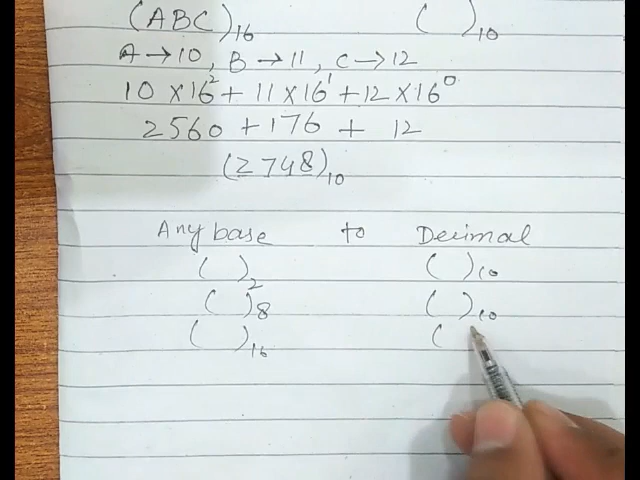 (ABC)₁₆ ( )₁₀
A → 10, B → 11, C → 12
10 × 16² + 11 × 16¹ + 12 × 16⁰
2560 + 176 + 12
(2748)₁₀
Any base to Decimal
( )₂ ( )₁₀
( )₈ ( )₁₀
( )₁₆ (